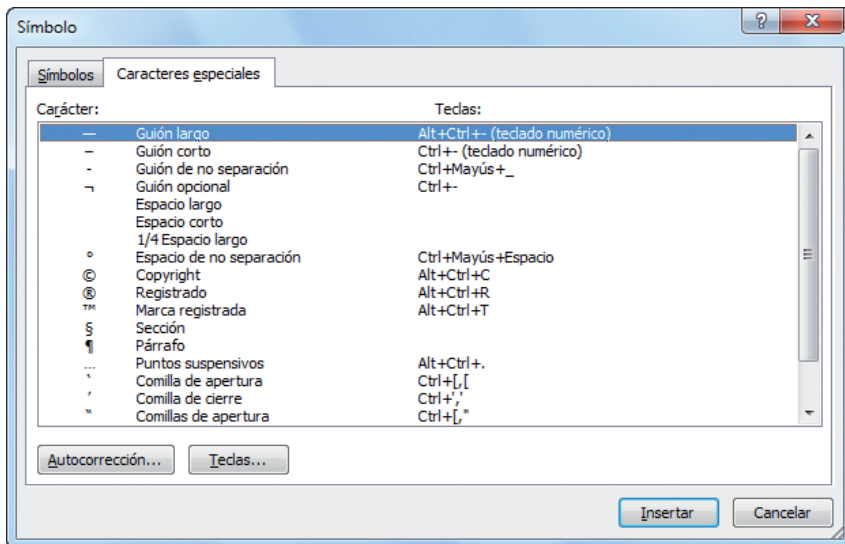 Símbolo
Símbolos Caracteres especiales
Carácter: Teclas:
— Guión largo Alt+Ctrl+- (teclado numérico)
– Guión corto Ctrl+- (teclado numérico)
- Guión de no separación Ctrl+Mayús+_
¬ Guión opcional Ctrl+-
Espacio largo
Espacio corto
1/4 Espacio largo
° Espacio de no separación Ctrl+Mayús+Espacio
© Copyright Alt+Ctrl+C
® Registrado Alt+Ctrl+R
™ Marca registrada Alt+Ctrl+T
§ Sección
¶ Párrafo
… Puntos suspensivos Alt+Ctrl+.
‛ Comilla de apertura Ctrl+[,[
’ Comilla de cierre Ctrl+','
“ Comillas de apertura Ctrl+[,"
Autocorrección... Teclas...
Insertar Cancelar